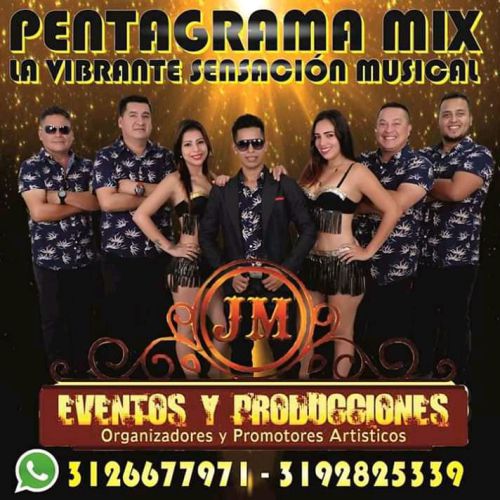 PENTAGRAMA MIX
LA VIBRANTE SENSACIÓN MUSICAL
JM
EVENTOS Y PRODUCCIONES
Organizadores y Promotores Artisticos
3126677971 - 3192825339